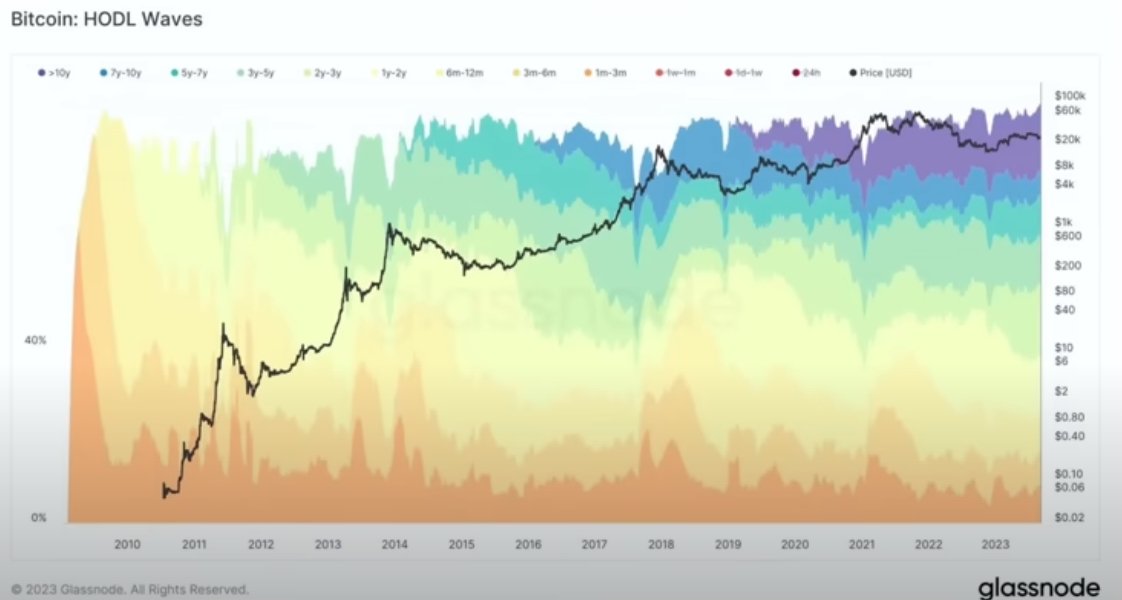 Bitcoin: HODL Waves
>10y 7y-10y 5y-7y 3y-5y 2y-3y 1y-2y 6m-12m 3m-6m 1m-3m 1w-1m 1d-1w 24h Price [USD]
$100k
$60k
$20k
$8k
$4k
$1k
$600
$200
$80
glassnode
$40
40%
$10
$6
$2
$0.80
$0.40
$0.10
$0.06
0%
$0.02
2010 2011 2012 2013 2014 2015 2016 2017 2018 2019 2020 2021 2022 2023
© 2023 Glassnode. All Rights Reserved.
glassnode